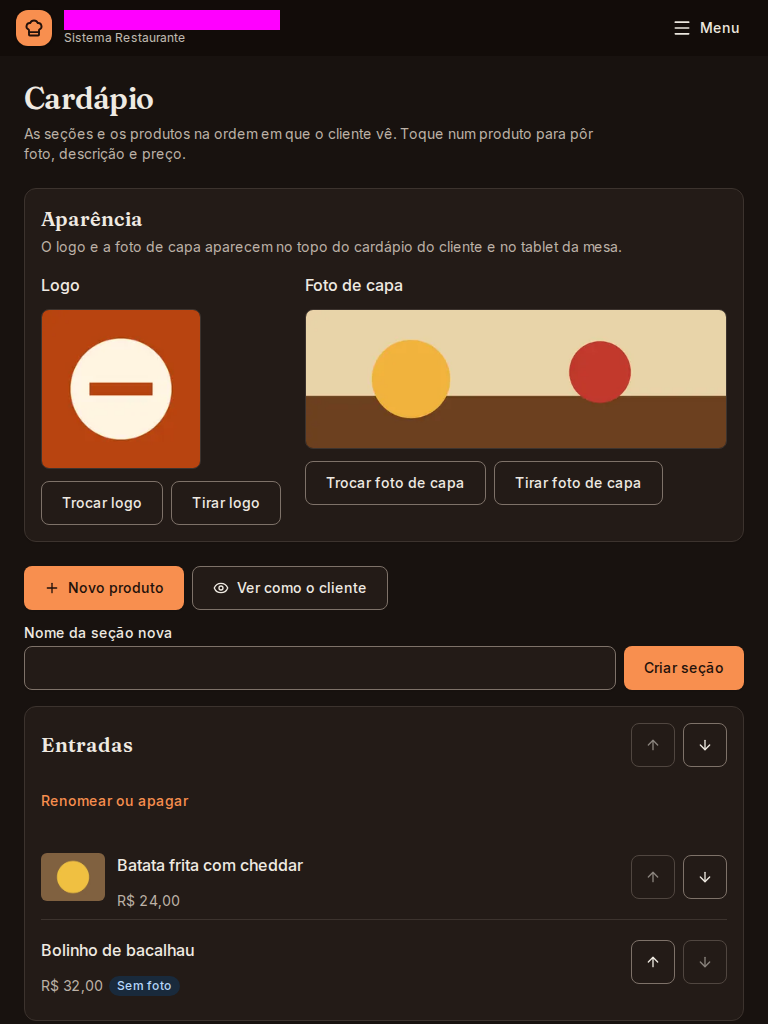 Sistema Restaurante
Menu
Cardápio
As seções e os produtos na ordem em que o cliente vê. Toque num produto para pôr
foto, descrição e preço.
Aparência
O logo e a foto de capa aparecem no topo do cardápio do cliente e no tablet da mesa.
Logo
Foto de capa
Trocar logo
Tirar logo
Trocar foto de capa
Tirar foto de capa
Novo produto
Ver como o cliente
Nome da seção nova
Criar seção
Entradas
Renomear ou apagar
Batata frita com cheddar
R$ 24,00
Bolinho de bacalhau
R$ 32,00 Sem foto